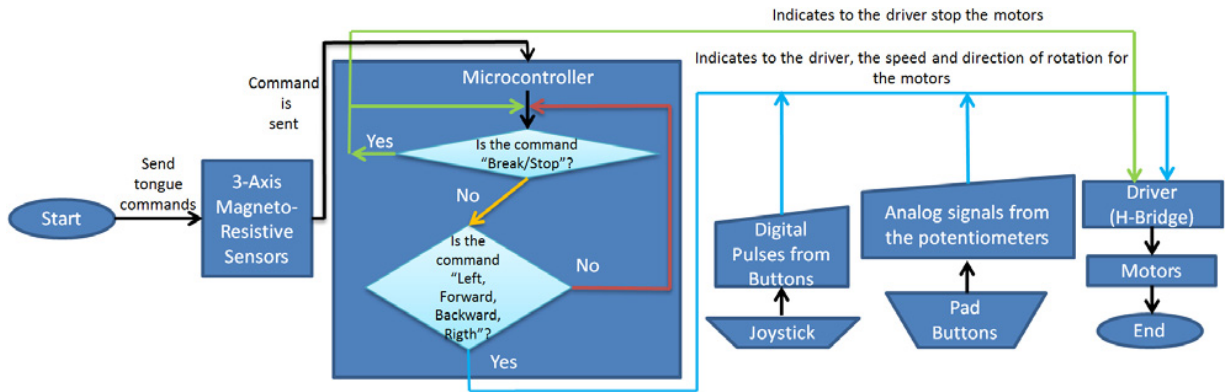 Indicates to the driver stop the motors
Indicates to the driver, the speed and direction of rotation for
the motors
Command
is
sent
Microcontroller
Yes
Is the command
“Break/Stop”?
No
Send
tongue
commands
Start
3-Axis
Magneto-
Resistive
Sensors
Is the
command
“Left,
Forward,
Backward,
Rigth”?
No
Yes
Digital
Pulses from
Buttons
Joystick
Analog signals from
the potentiometers
Pad
Buttons
Driver
(H-Bridge)
Motors
End